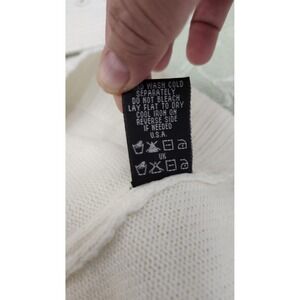 WASH COLD
SEPARATELY
DO NOT BLEACH
LAY FLAT TO DRY
COOL IRON ON
REVERSE SIDE
IF NEEDED
U.S.A.
UK